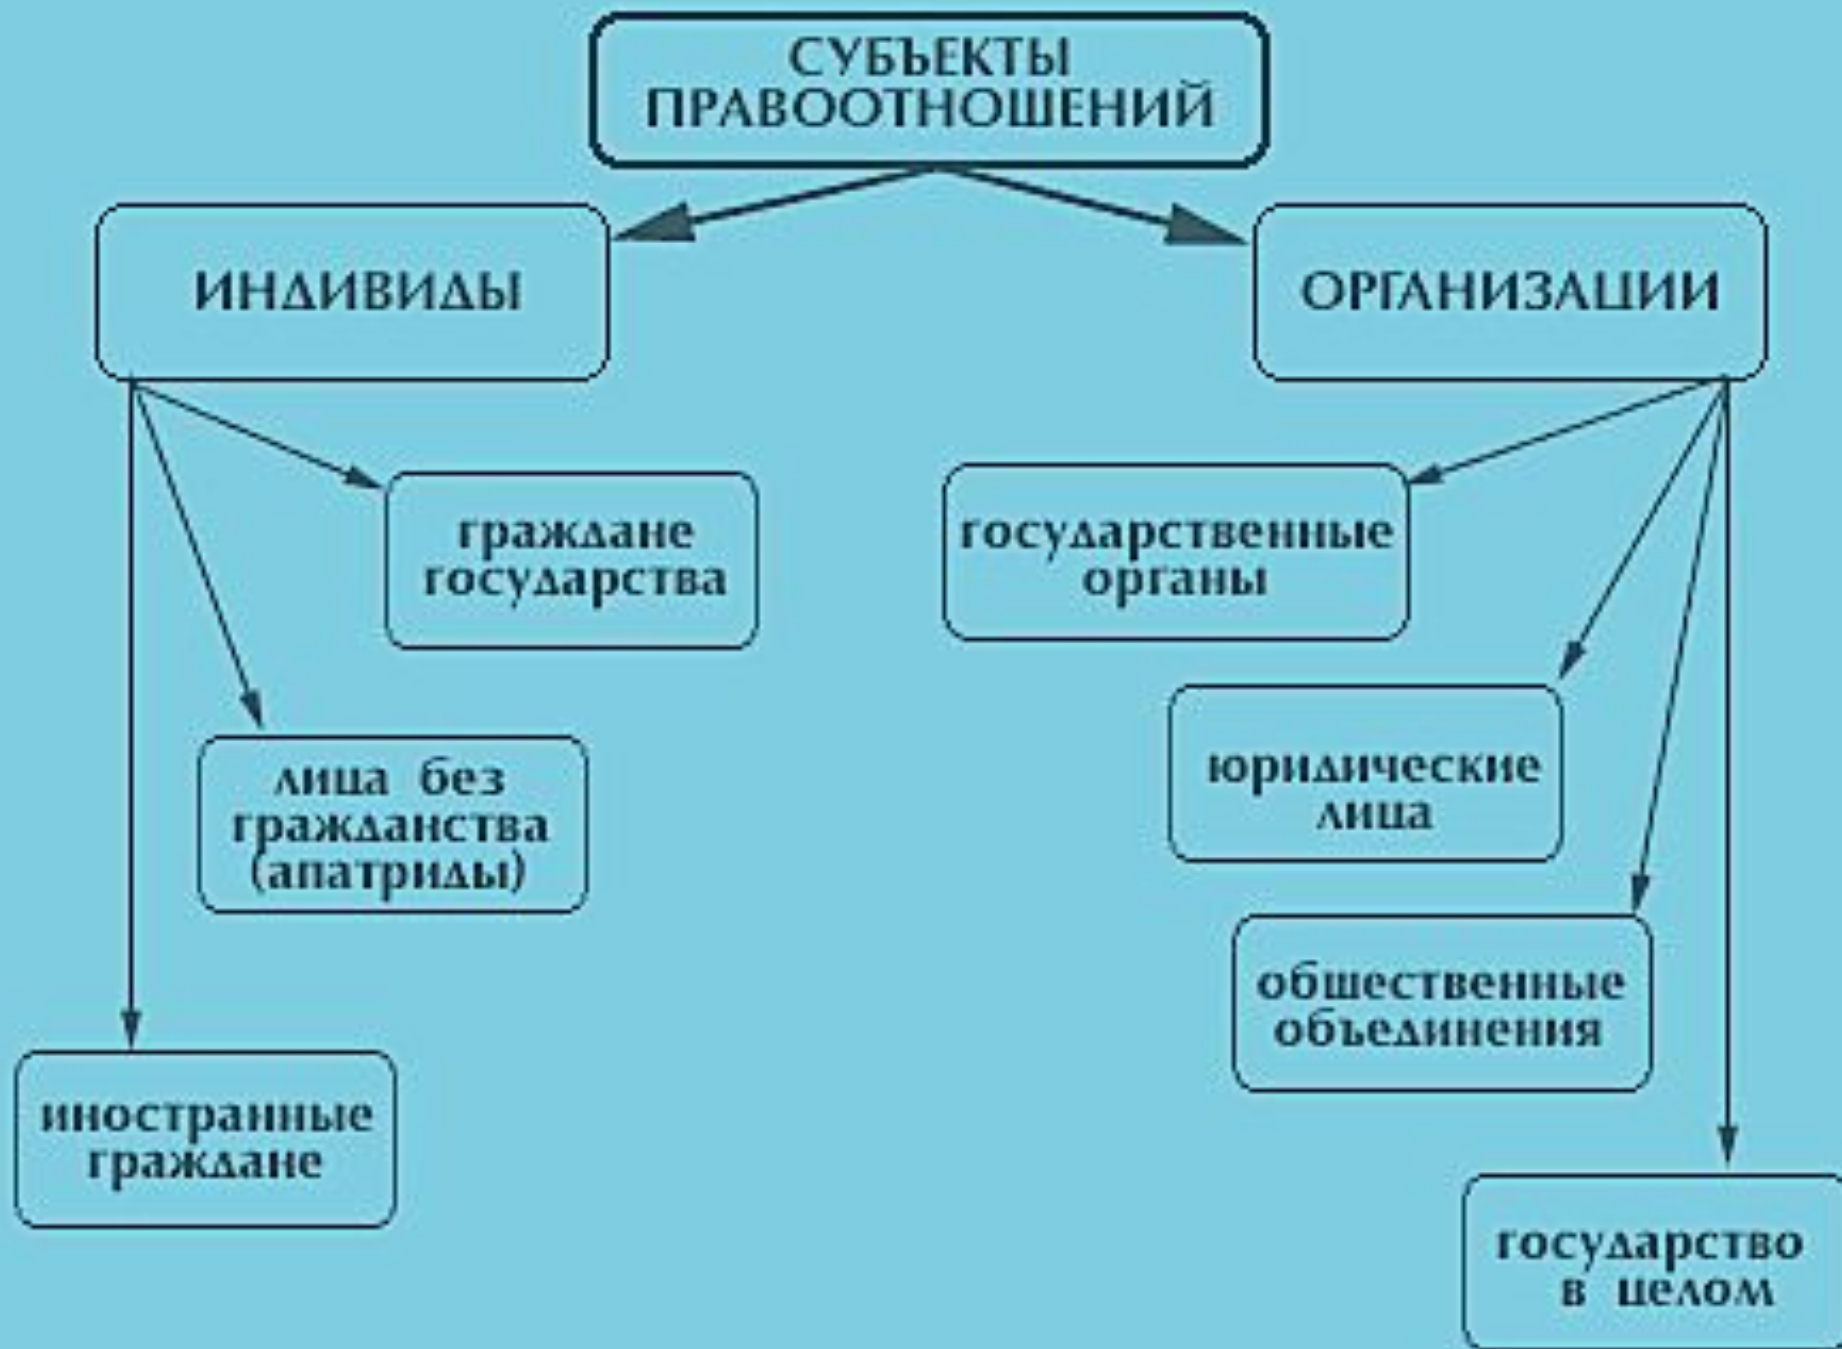 СУБЪЕКТЫ
ПРАВООТНОШЕНИЙ
ИНДИВИДЫ
ОРГАНИЗАЦИИ
граждане
государства
государственные
органы
лица без
гражданства
(апатриды)
юридические
лица
общественные
объединения
иностранные
граждане
государство
в целом